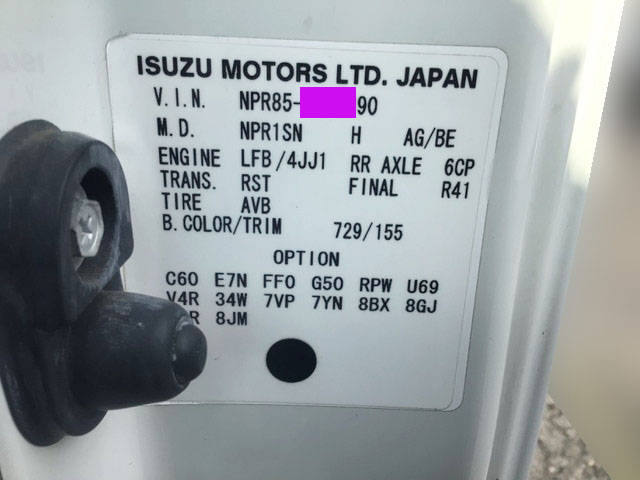 ISUZU MOTORS LTD. JAPAN
V.I.N. NPR85- 90
M.D. NPR1SN H AG/BE
ENGINE LFB/4JJ1 RR AXLE 6CP
TRANS. RST FINAL R41
TIRE AVB
B.COLOR/TRIM 729/155
OPTION
C60 E7N FF0 G50 RPW U69
V4R 34W 7VP 7YN 8BX 8GJ
R 8JM